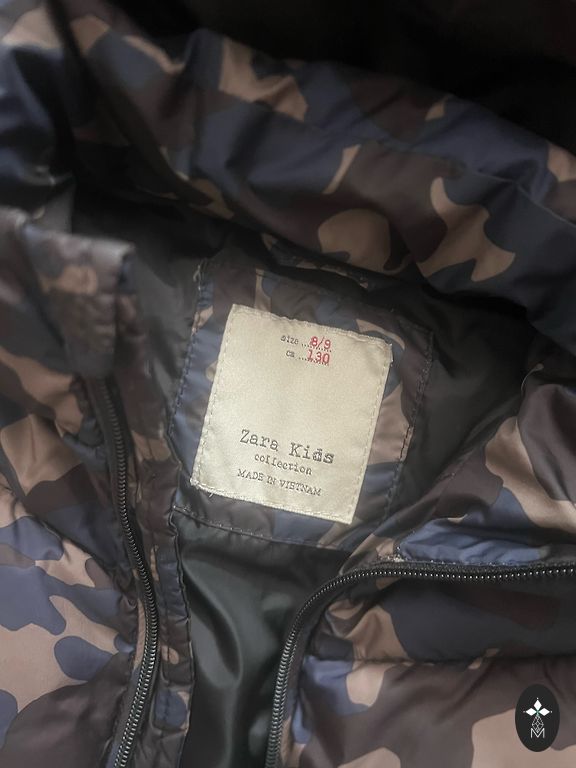 size ...8/9
cm ...130
Zara Kids
collection
MADE IN VIETNAM
M